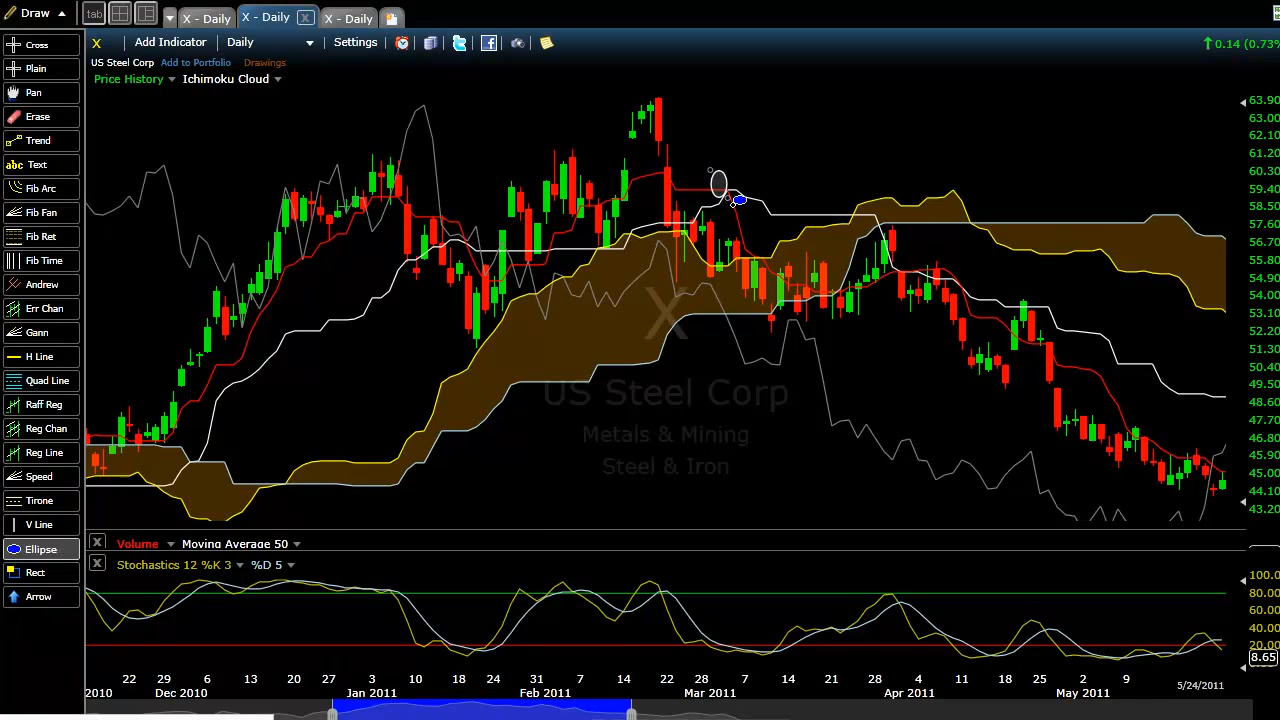 Draw
tab
X - Daily
X - Daily
X
X - Daily
Cross
X
Add Indicator
Daily
Settings
0.14 (0.73%
US Steel Corp
Add to Portfolio
Drawings
Plain
Price History
Ichimoku Cloud
Pan
Erase
Trend
abc Text
Fib Arc
Fib Fan
Fib Ret
Fib Time
Andrew
Err Chan
Gann
H Line
Quad Line
Raff Reg
Reg Chan
Reg Line
Speed
Tirone
V Line
Ellipse
Rect
Arrow
63.90
63.00
62.10
61.20
60.30
59.40
58.50
57.60
56.70
55.80
54.90
54.00
53.10
52.20
51.30
50.40
49.50
48.60
47.70
46.80
45.90
45.00
44.10
43.20
X
US Steel Corp
Metals & Mining
Steel & Iron
X
Volume
Moving Average 50
X
Stochastics 12 %K 3
%D 5
100.0
80.00
60.00
40.00
20.00
8.65
22 29 6 13 20 27 3 10 18 24 31 7 14 22 28 7 14 21 28 4 11 18 25 2 9
2010 Dec 2010 Jan 2011 Feb 2011 Mar 2011 Apr 2011 May 2011
5/24/2011